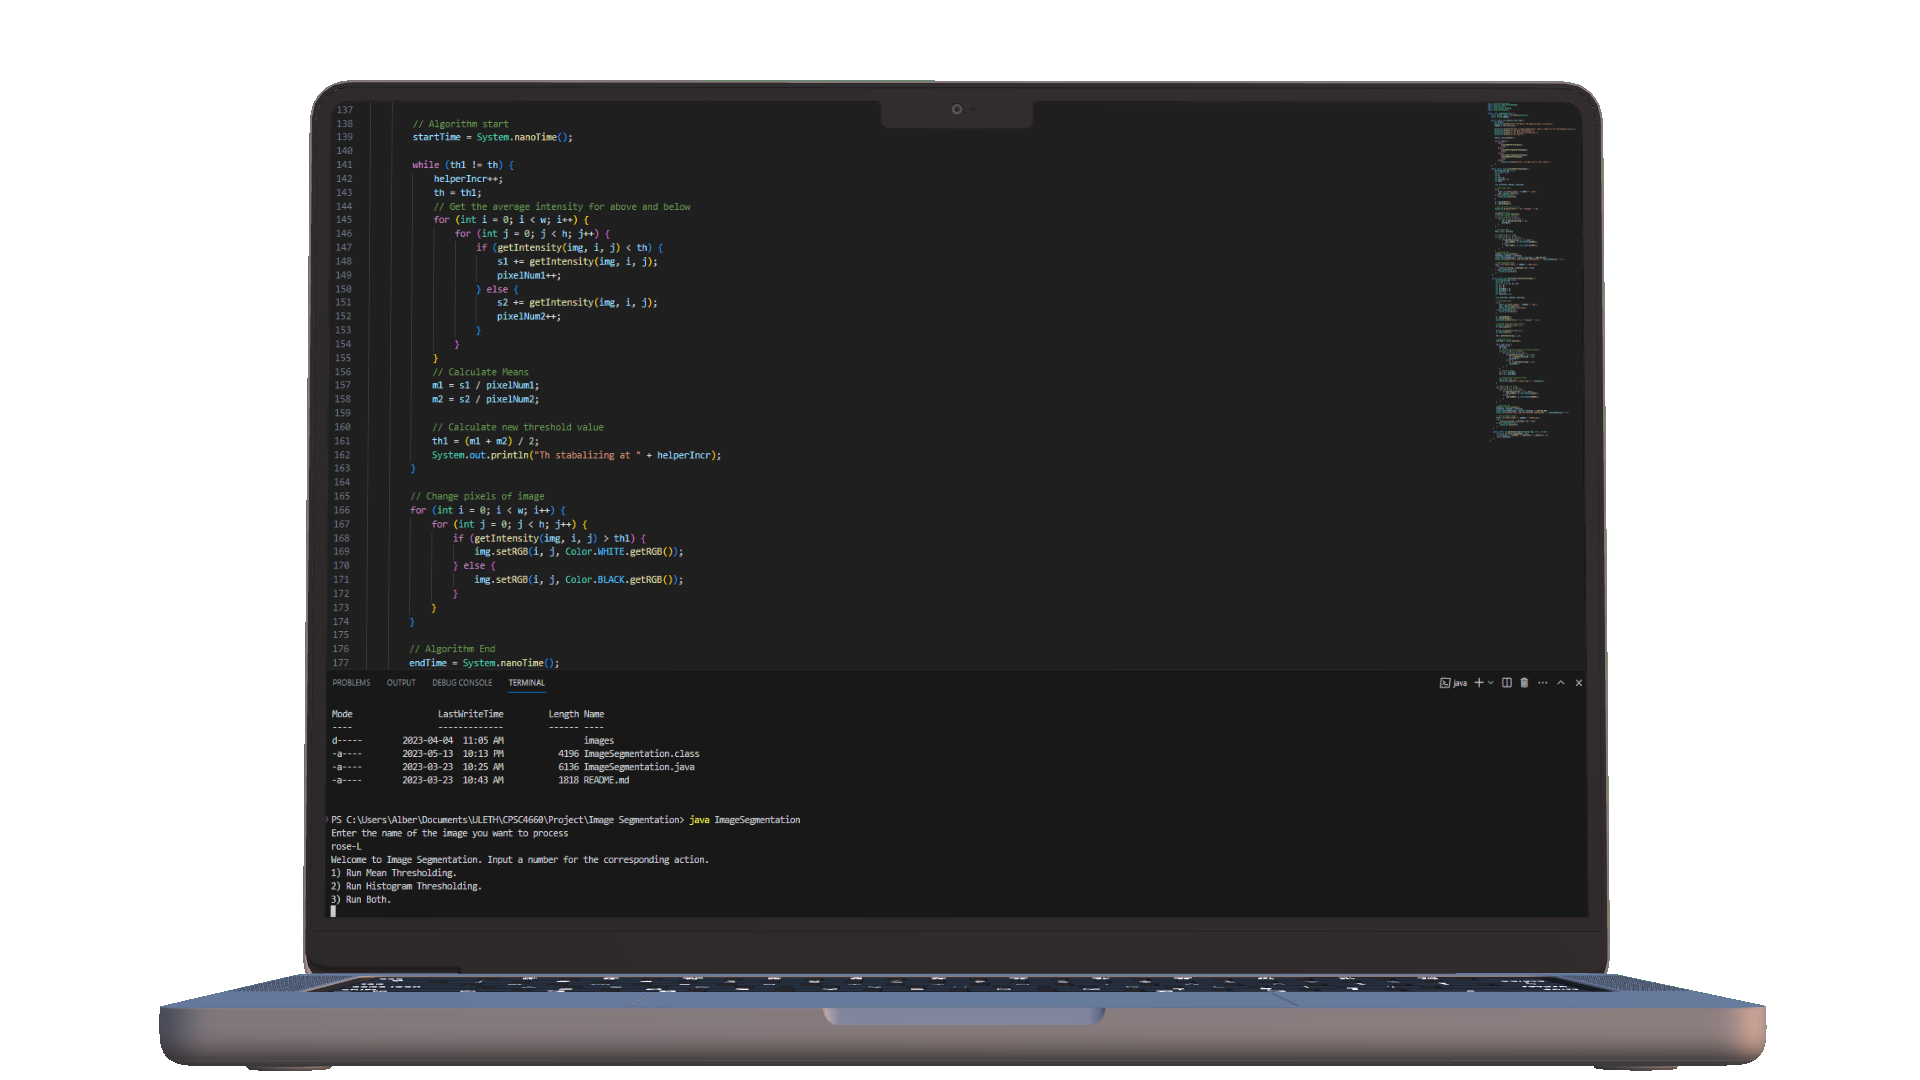 137
138 // Algorithm start
139 startTime = System.nanoTime();
140
141 while (th1 != th) {
142 helperIncr++;
143 th = th1;
144 // Get the average intensity for above and below
145 for (int i = 0; i < w; i++) {
146 for (int j = 0; j < h; j++) {
147 if (getIntensity(img, i, j) < th) {
148 s1 += getIntensity(img, i, j);
149 pixelNum1++;
150 } else {
151 s2 += getIntensity(img, i, j);
152 pixelNum2++;
153 }
154 }
155 }
156 // Calculate Means
157 m1 = s1 / pixelNum1;
158 m2 = s2 / pixelNum2;
159
160 // Calculate new threshold value
161 th1 = (m1 + m2) / 2;
162 System.out.println("Th stabalizing at " + helperIncr);
163 }
164
165 // Change pixels of image
166 for (int i = 0; i < w; i++) {
167 for (int j = 0; j < h; j++) {
168 if (getIntensity(img, i, j) > th1) {
169 img.setRGB(i, j, Color.WHITE.getRGB());
170 } else {
171 img.setRGB(i, j, Color.BLACK.getRGB());
172 }
173 }
174 }
175
176 // Algorithm End
177 endTime = System.nanoTime();
PROBLEMS OUTPUT DEBUG CONSOLE TERMINAL java
Mode LastWriteTime Length Name
---- ------------- ------ ----
d----- 2023-04-04 11:05 AM images
-a---- 2023-05-13 10:13 PM 4196 ImageSegmentation.class
-a---- 2023-03-23 10:25 AM 6136 ImageSegmentation.java
-a---- 2023-03-23 10:43 AM 1818 README.md
PS C:\Users\Alber\Documents\ULETH\CPSC4660\Project\Image Segmentation> java ImageSegmentation
Enter the name of the image you want to process
rose-L
Welcome to Image Segmentation. Input a number for the corresponding action.
1) Run Mean Thresholding.
2) Run Histogram Thresholding.
3) Run Both.